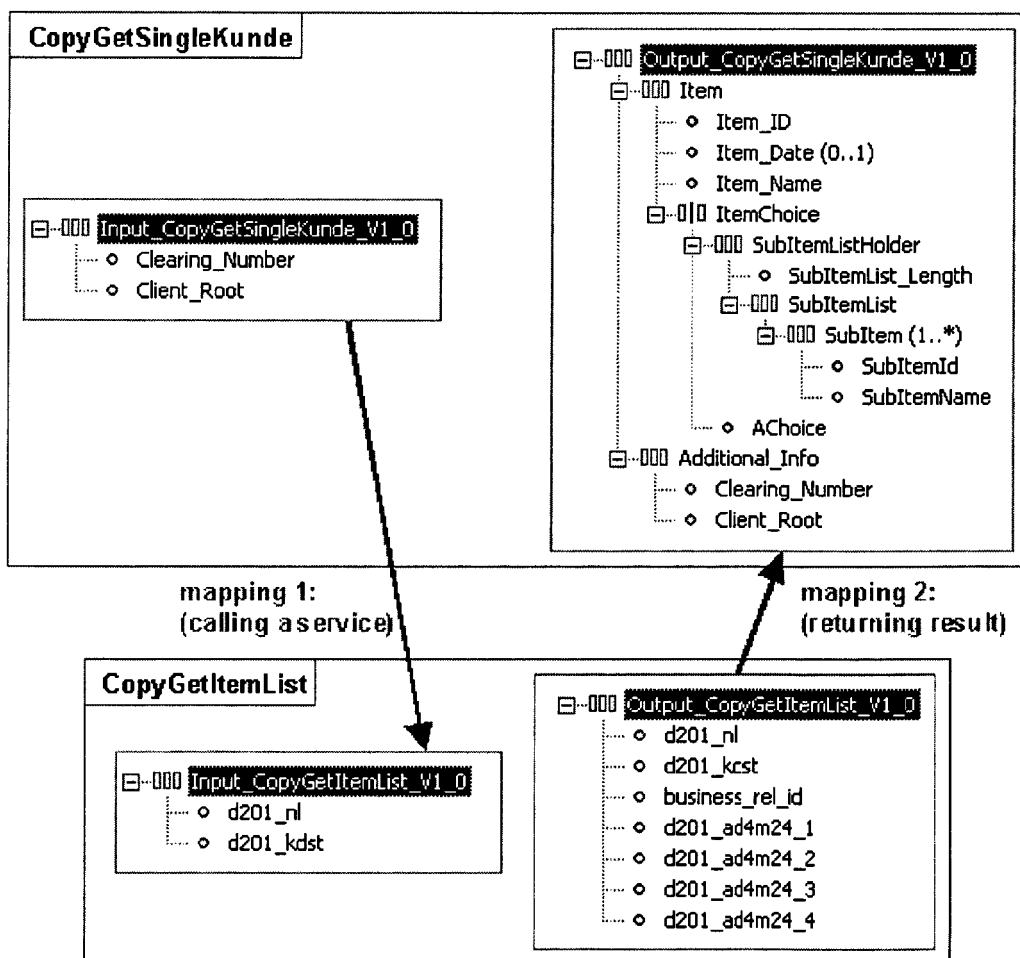 CopyGetSingleKunde
Input_CopyGetSingleKunde_V1_0
Clearing_Number
Client_Root
Output_CopyGetSingleKunde_V1_0
Item
Item_ID
Item_Date (0..1)
Item_Name
ItemChoice
SubItemListHolder
SubItemList_Length
SubItemList
SubItem (1..*)
SubItemId
SubItemName
AChoice
Additional_Info
Clearing_Number
Client_Root
mapping 1:
(calling a service)
mapping 2:
(returning result)
CopyGetItemList
Input_CopyGetItemList_V1_0
d201_nl
d201_kdst
Output_CopyGetItemList_V1_0
d201_nl
d201_kcst
business_rel_id
d201_ad4m24_1
d201_ad4m24_2
d201_ad4m24_3
d201_ad4m24_4